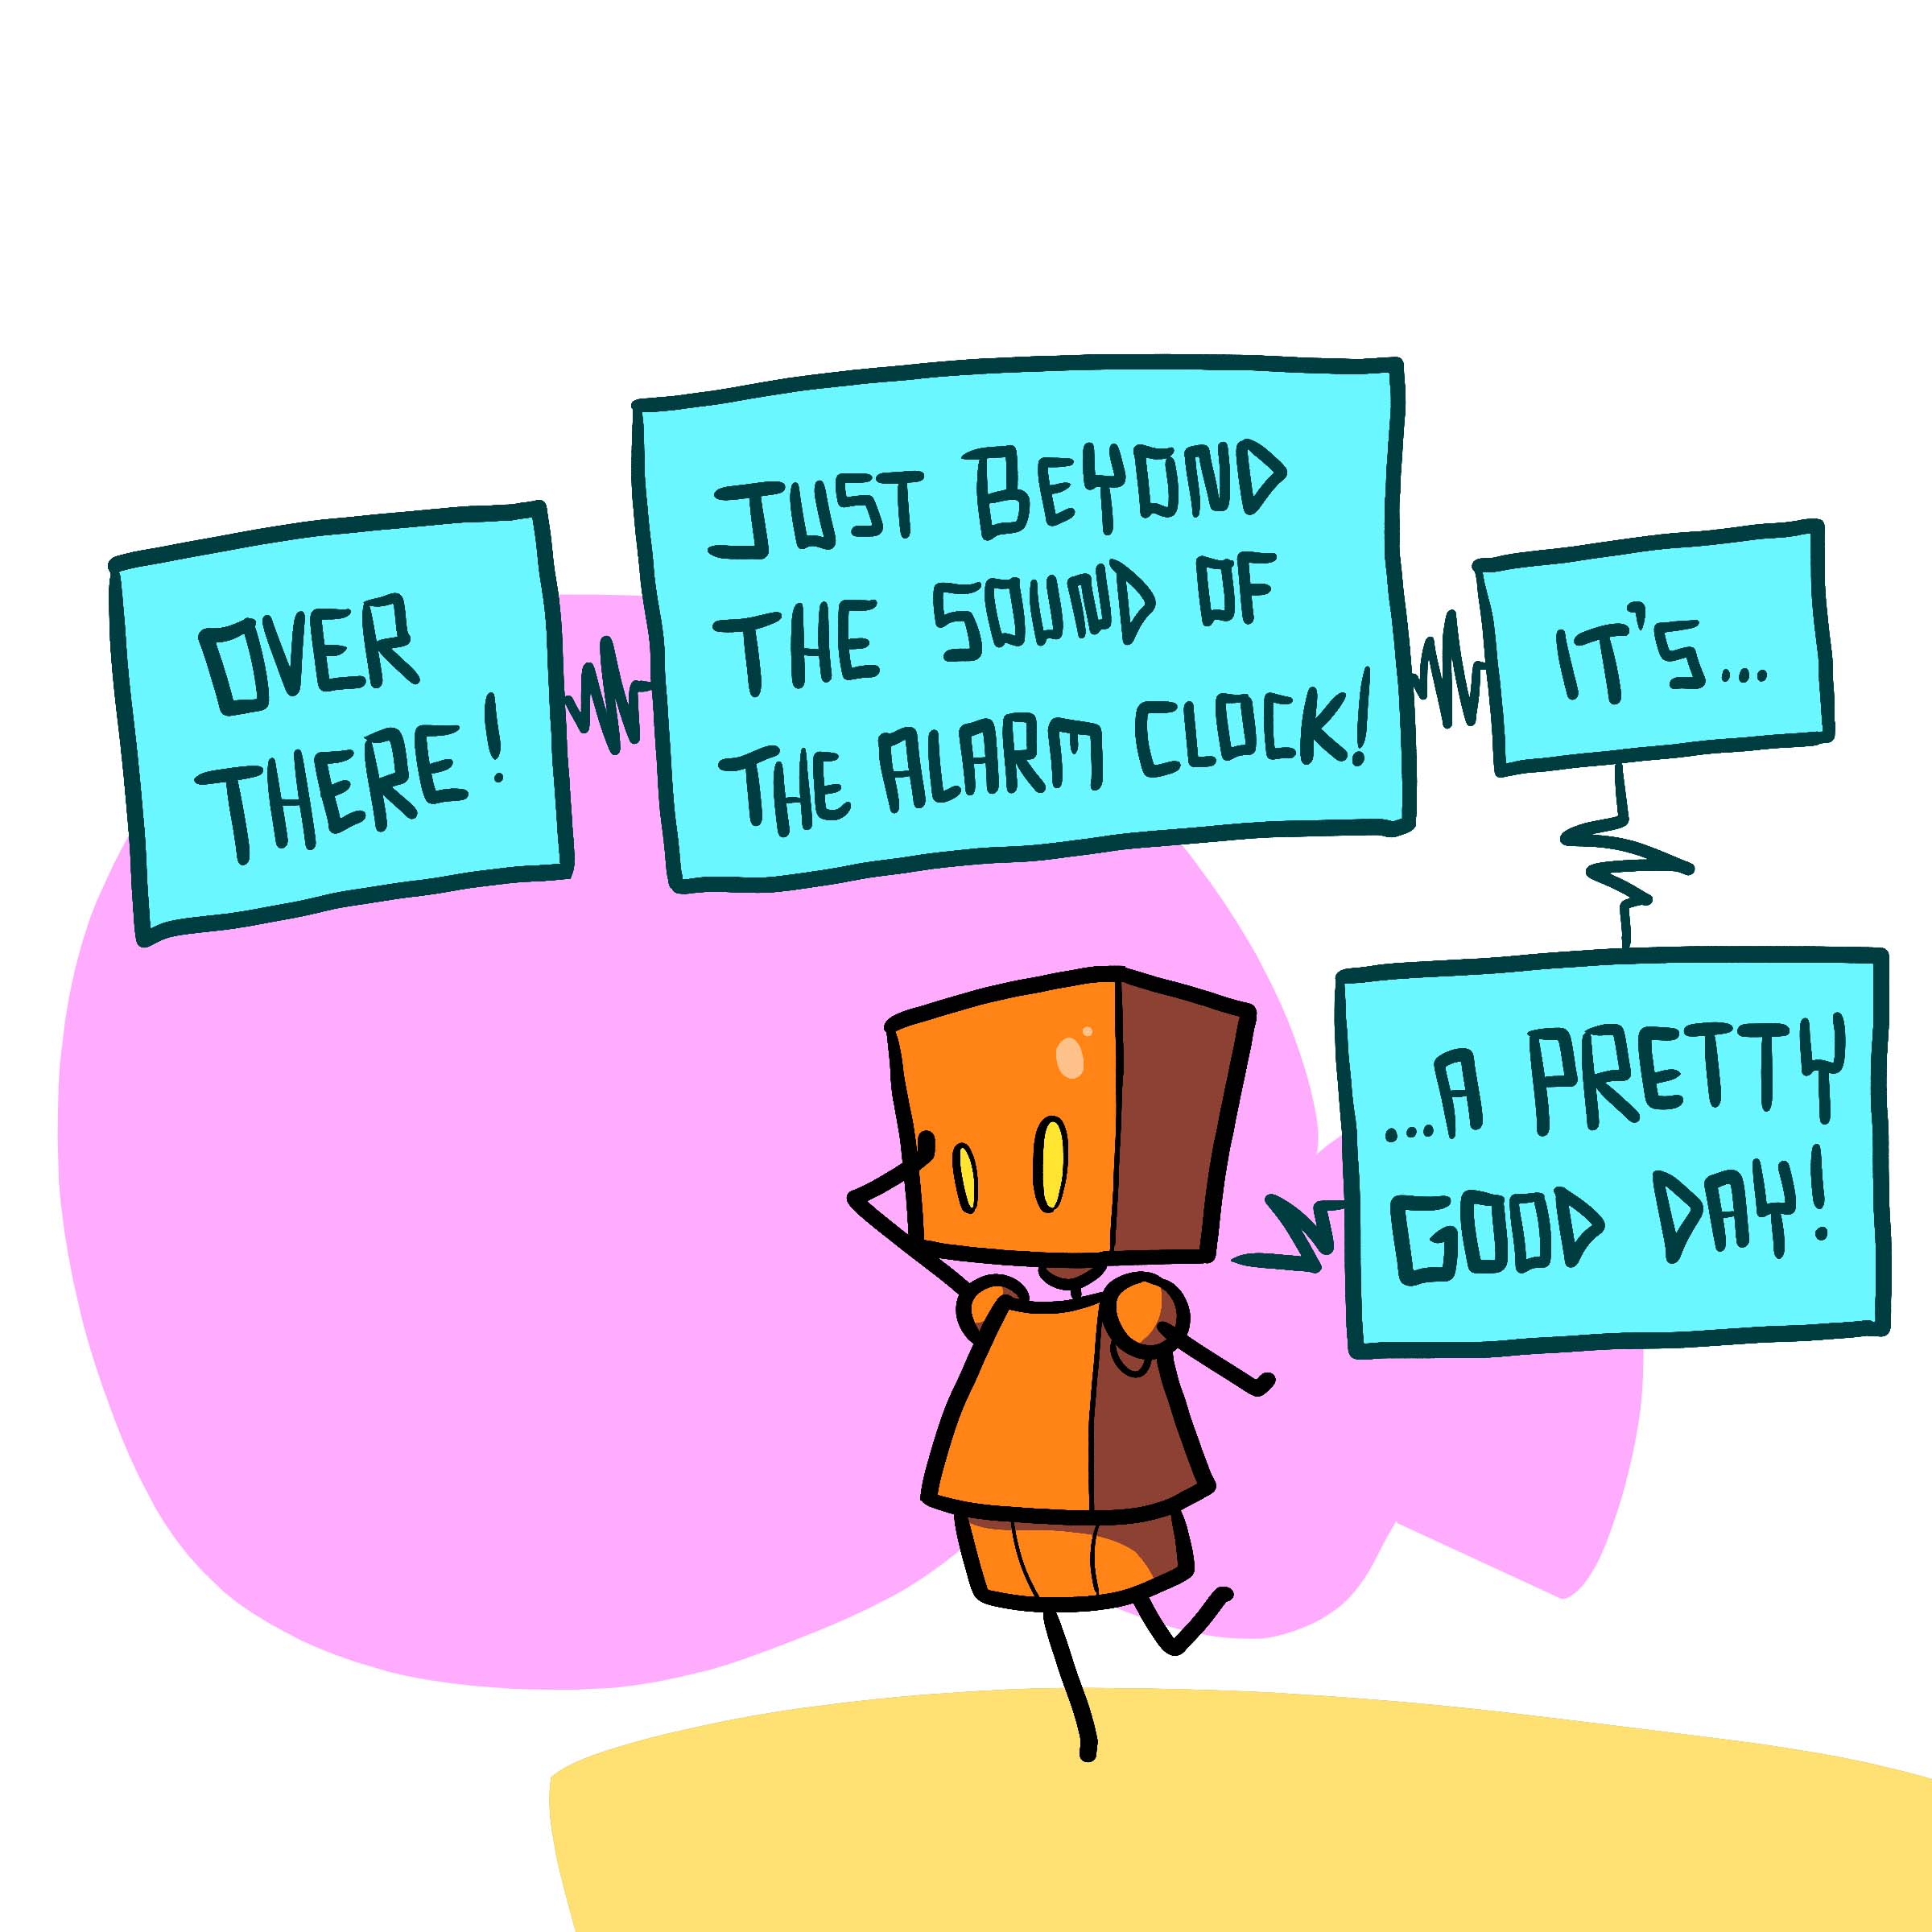 OVER
THERE!
JUST BEYOND
THE SOUND OF
THE ALARM CLOCK!
IT'S...
...A PRETTY
GOOD DAY!